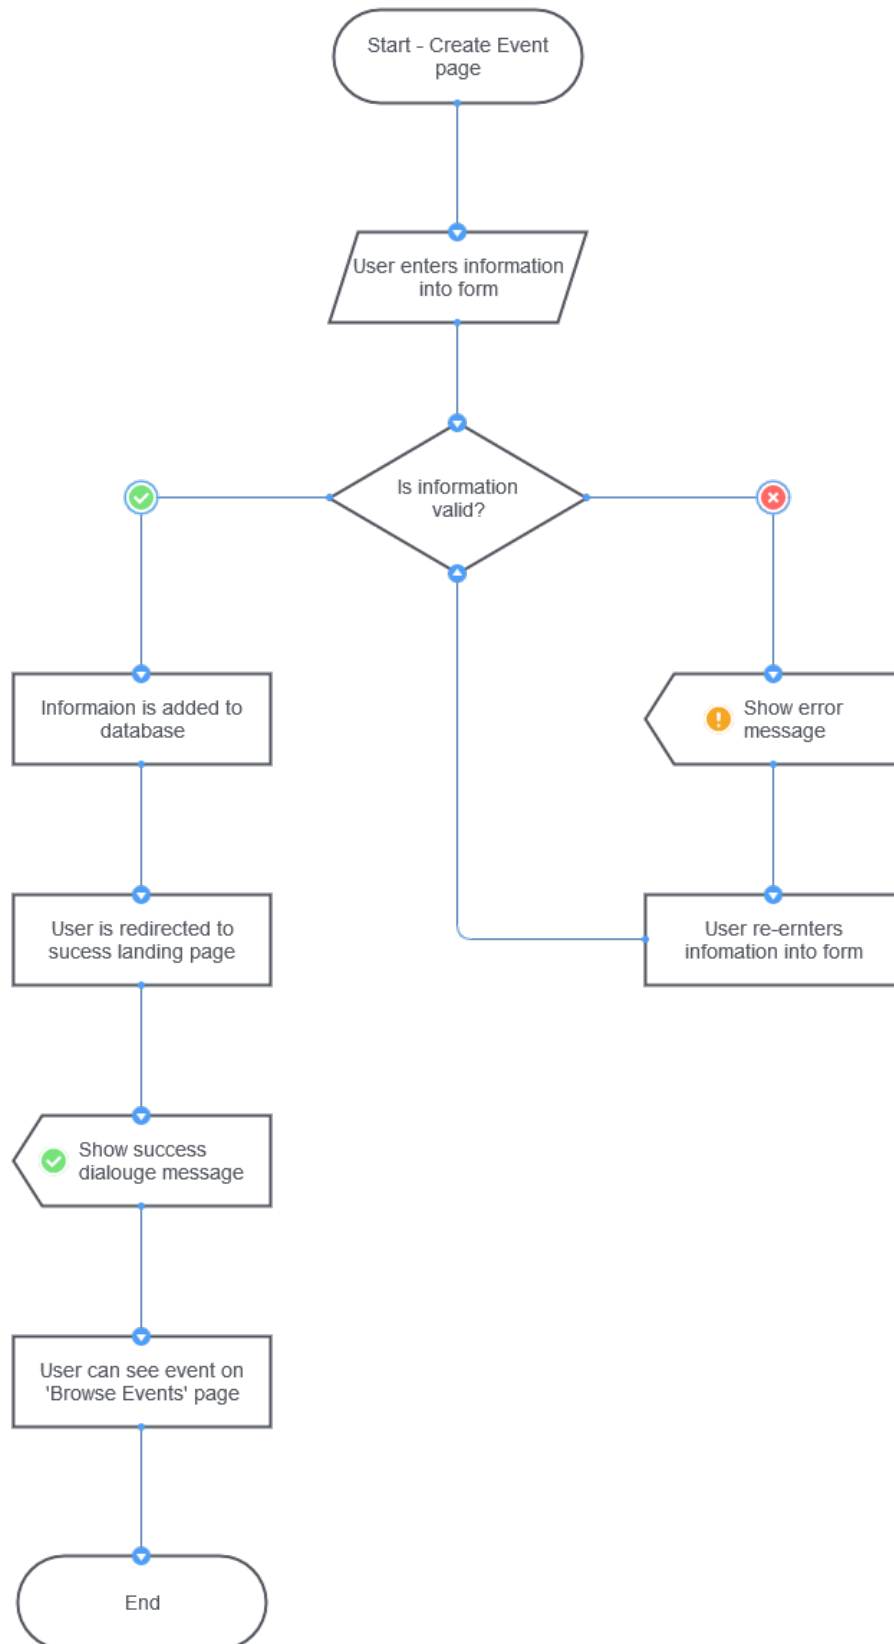 Start - Create Event
page
User enters information
into form
Is information
valid?
Informaion is added to
database
Show error
message
User is redirected to
sucess landing page
User re-ernters
infomation into form
Show success
dialouge message
User can see event on
'Browse Events' page
End